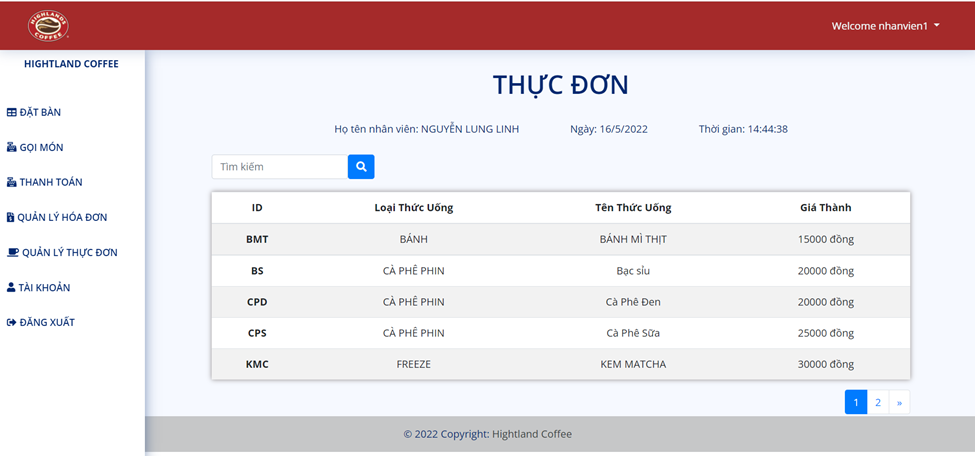 HIGHLANDS COFFEE
Welcome nhanvien1
HIGHTLAND COFFEE
ĐẶT BÀN
GỌI MÓN
THANH TOÁN
QUẢN LÝ HÓA ĐƠN
QUẢN LÝ THỰC ĐƠN
TÀI KHOẢN
ĐĂNG XUẤT
THỰC ĐƠN
Họ tên nhân viên: NGUYỄN LUNG LINH Ngày: 16/5/2022 Thời gian: 14:44:38
Tìm kiếm
ID Loại Thức Uống Tên Thức Uống Giá Thành
BMT BÁNH BÁNH MÌ THỊT 15000 đồng
BS CÀ PHÊ PHIN Bạc sỉu 20000 đồng
CPD CÀ PHÊ PHIN Cà Phê Đen 20000 đồng
CPS CÀ PHÊ PHIN Cà Phê Sữa 25000 đồng
KMC FREEZE KEM MATCHA 30000 đồng
1 2 »
© 2022 Copyright: Hightland Coffee